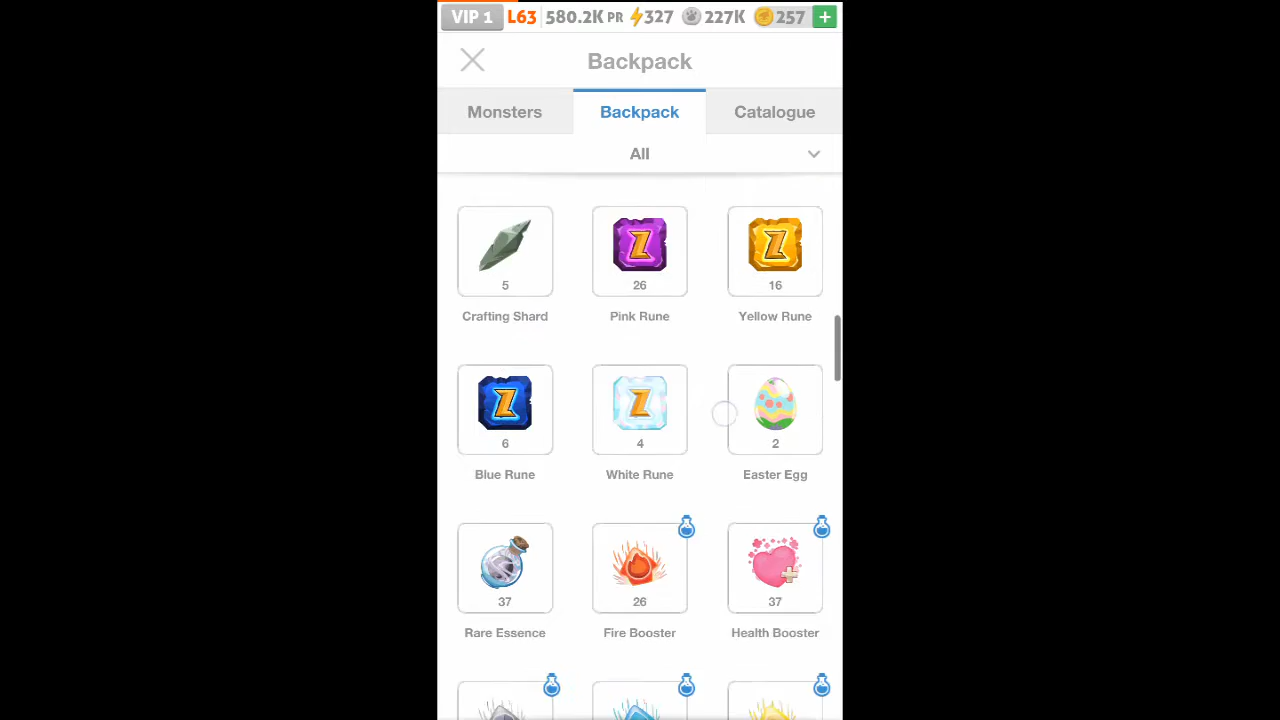 VIP 1 L63 580.2K PR 327 227K 257 +
Backpack
Monsters Backpack Catalogue
All
5 26 16
Crafting Shard Pink Rune Yellow Rune
6 4 2
Blue Rune White Rune Easter Egg
37 26 37
Rare Essence Fire Booster Health Booster